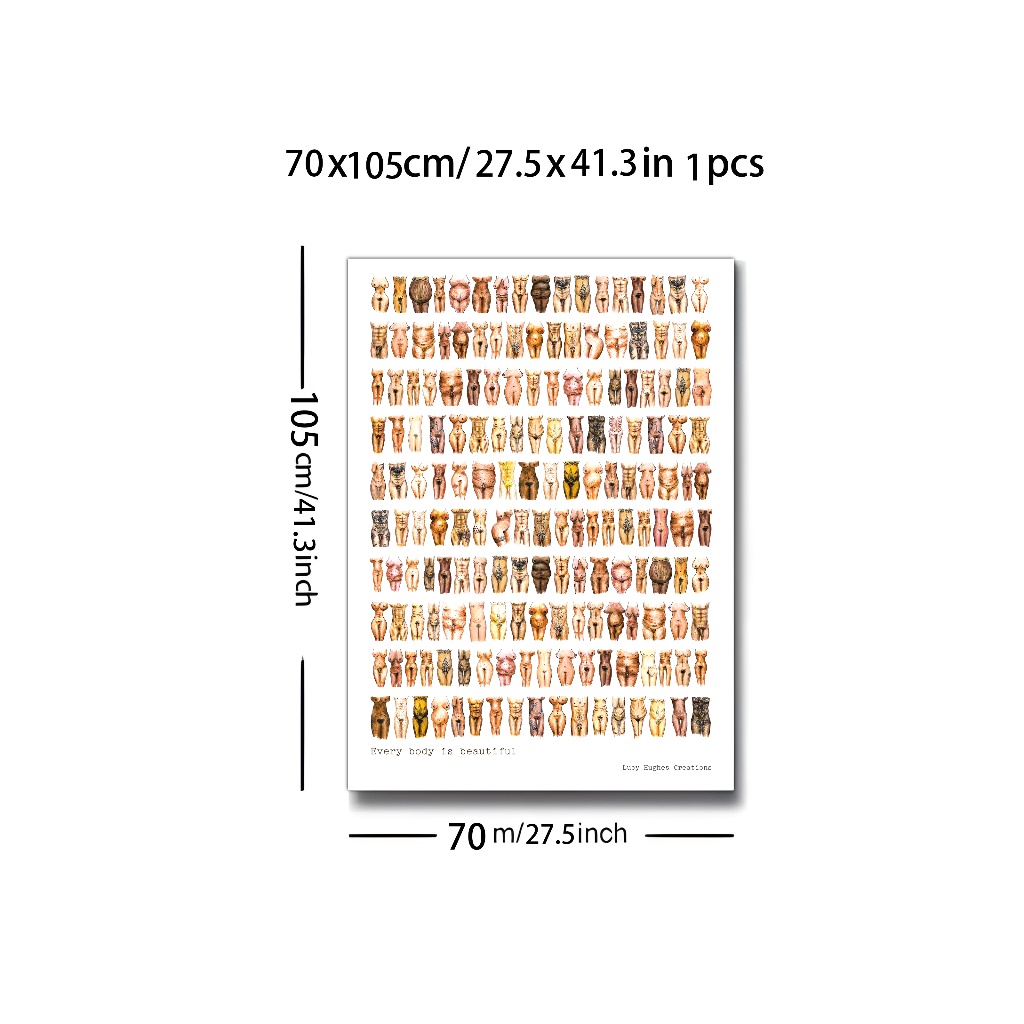 70x105cm/ 27.5x41.3in 1pcs
105cm/41.3inch
Every body is beautiful
Lucy Hughes Creations
70 m/27.5inch